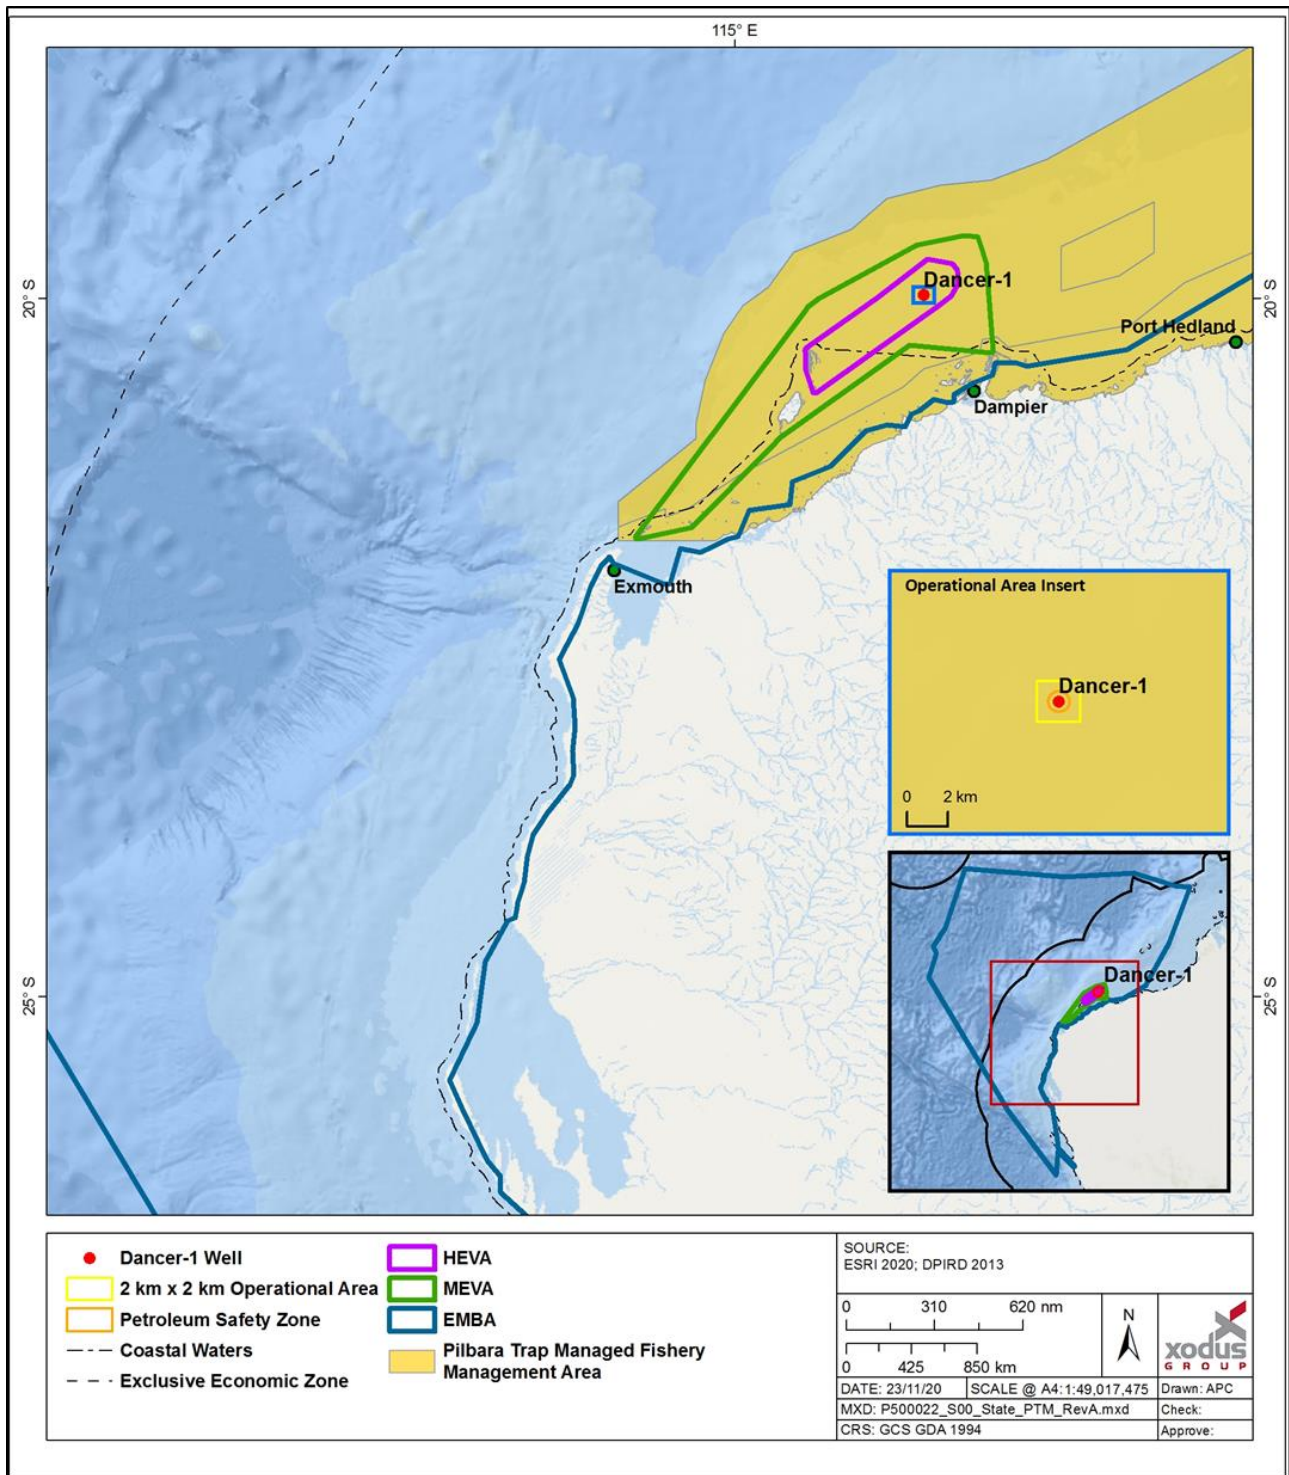 115° E
20° S
20° S
Dancer-1
Port Hedland
Dampier
Exmouth
Operational Area Insert
Dancer-1
0 2 km
25° S
25° S
Dancer-1
Dancer-1 Well
2 km x 2 km Operational Area
Petroleum Safety Zone
Coastal Waters
Exclusive Economic Zone
HEVA
MEVA
EMBA
Pilbara Trap Managed Fishery
Management Area
SOURCE:
ESRI 2020; DPIRD 2013
0 310 620 nm
0 425 850 km
N
xodus
GROUP
DATE: 23/11/20
SCALE @ A4:1:49,017,475
Drawn: APC
MXD: P500022_S00_State_PTM_RevA.mxd
Check:
CRS: GCS GDA 1994
Approve: